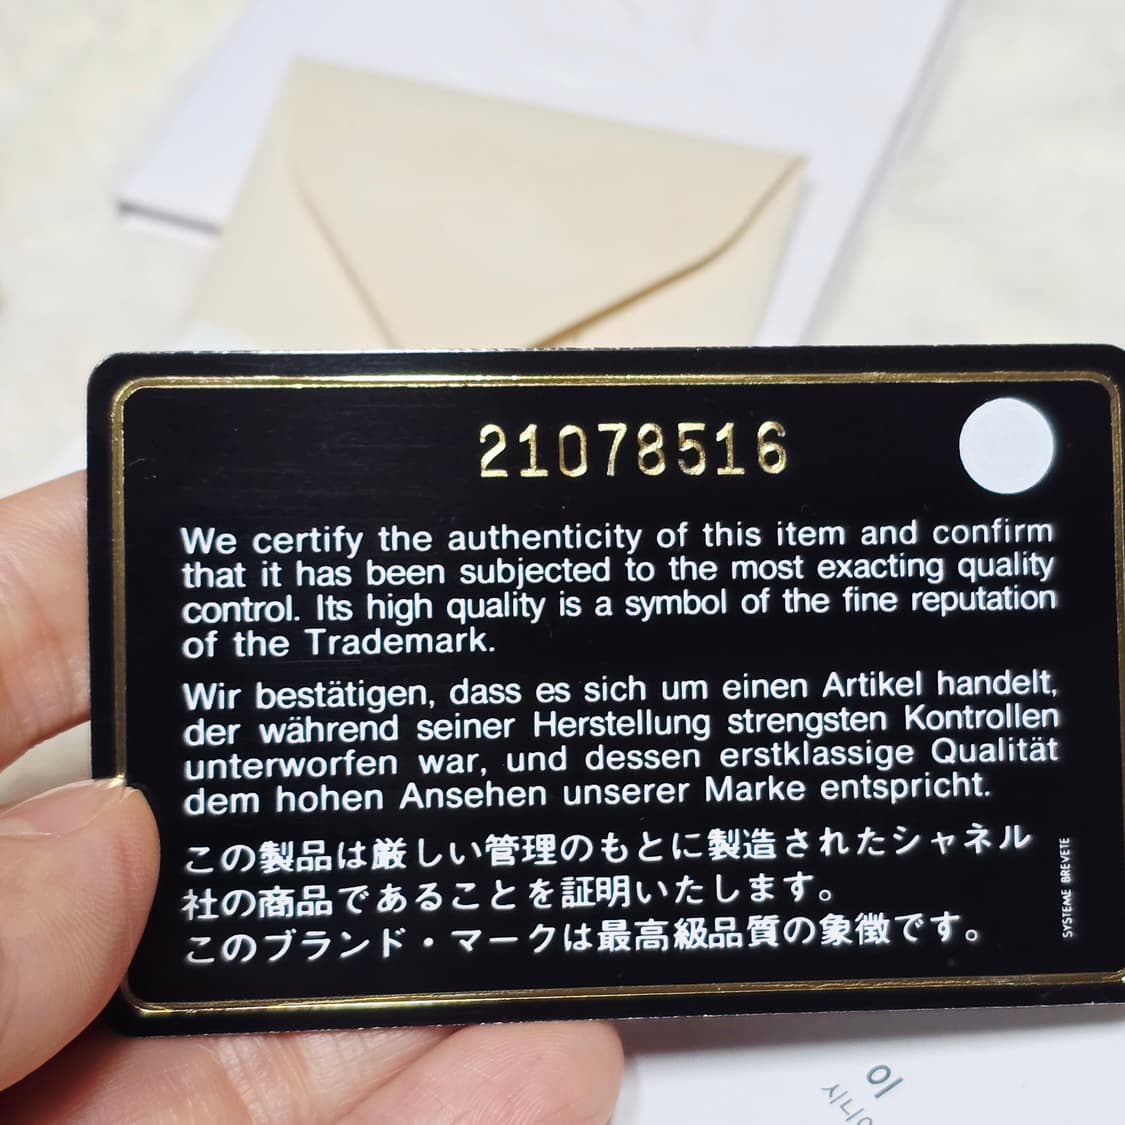 21078516
We certify the authenticity of this item and confirm
that it has been subjected to the most exacting quality
control. Its high quality is a symbol of the fine reputation
of the Trademark.
Wir bestätigen, dass es sich um einen Artikel handelt,
der während seiner Herstellung strengsten Kontrollen
unterworfen war, und dessen erstklassige Qualität
dem hohen Ansehen unserer Marke entspricht.
この製品は厳しい管理のもとに製造されたシャネル
社の商品であることを証明いたします。
このブランド・マークは最高級品質の象徴です。
SYSTEME BREVETE
이